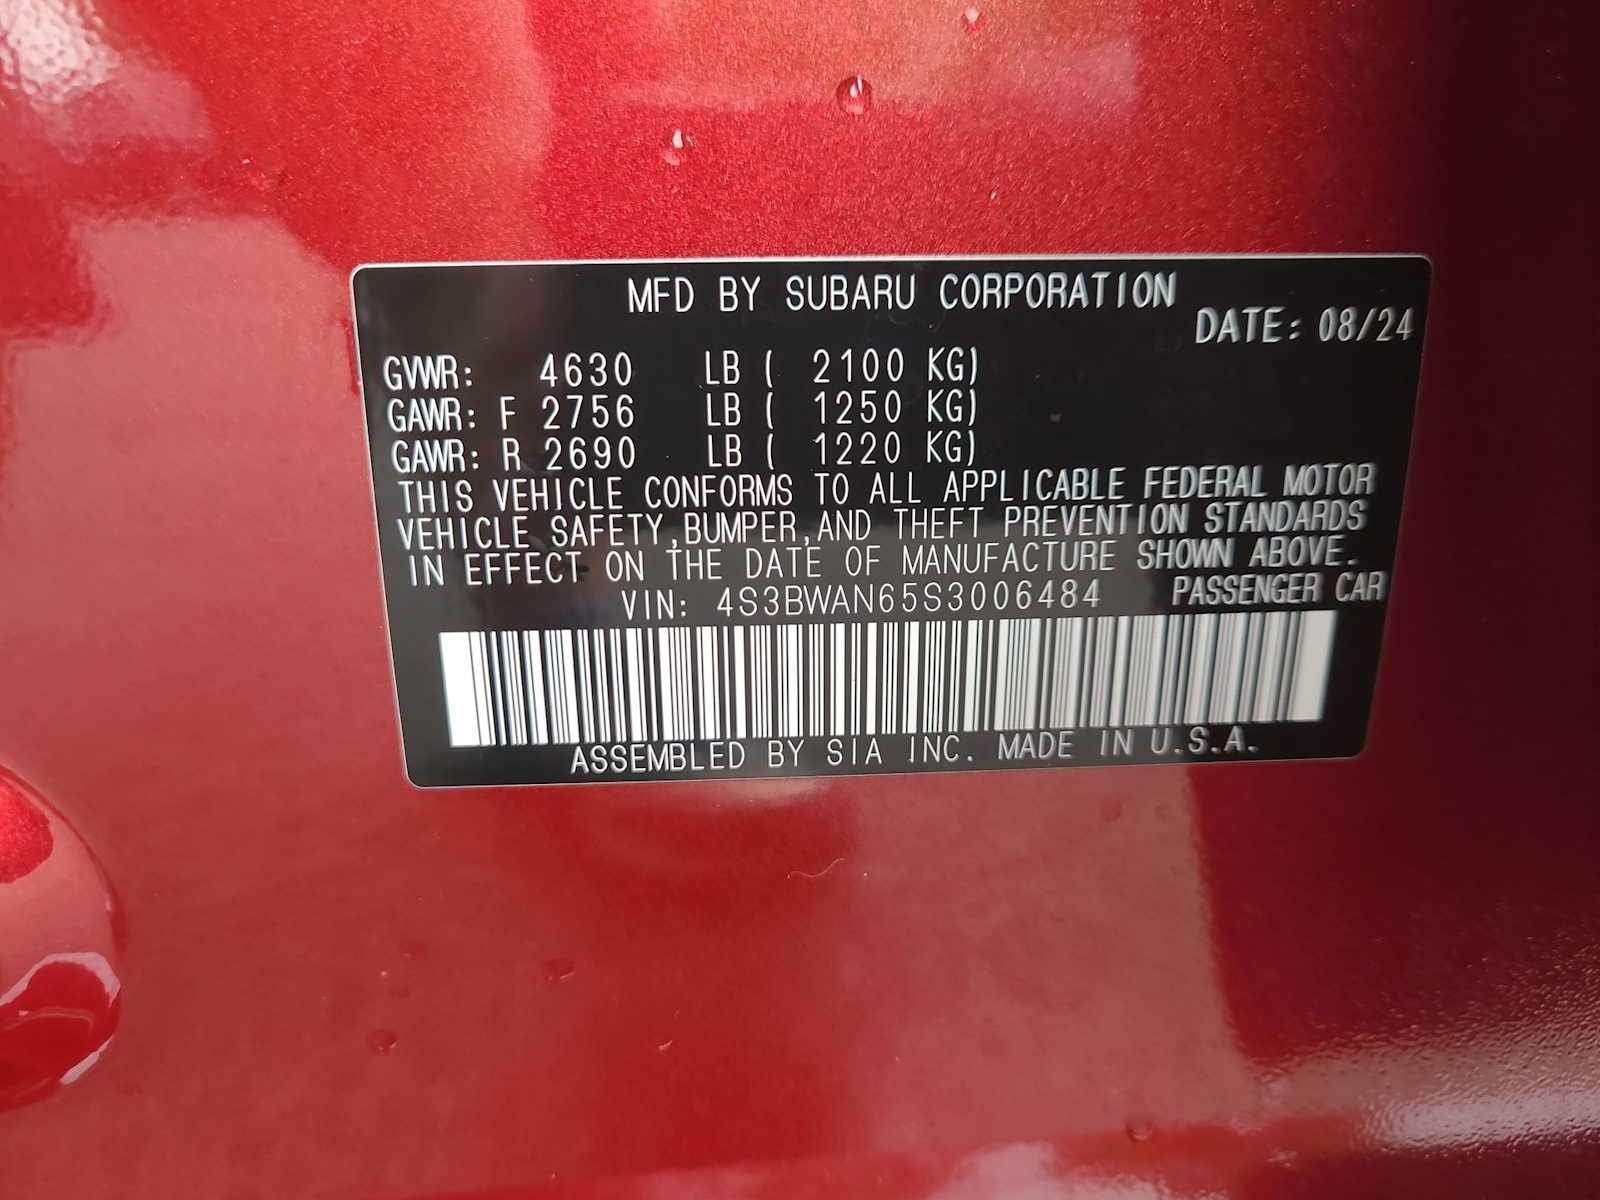 MFD BY SUBARU CORPORATION
DATE: 08/24
GVWR: 4630 LB ( 2100 KG)
GAWR: F 2756 LB ( 1250 KG)
GAWR: R 2690 LB ( 1220 KG)
THIS VEHICLE CONFORMS TO ALL APPLICABLE FEDERAL MOTOR
VEHICLE SAFETY,BUMPER,AND THEFT PREVENTION STANDARDS
IN EFFECT ON THE DATE OF MANUFACTURE SHOWN ABOVE.
VIN: 4S3BWAN65S3006484 PASSENGER CAR
ASSEMBLED BY SIA INC. MADE IN U.S.A.